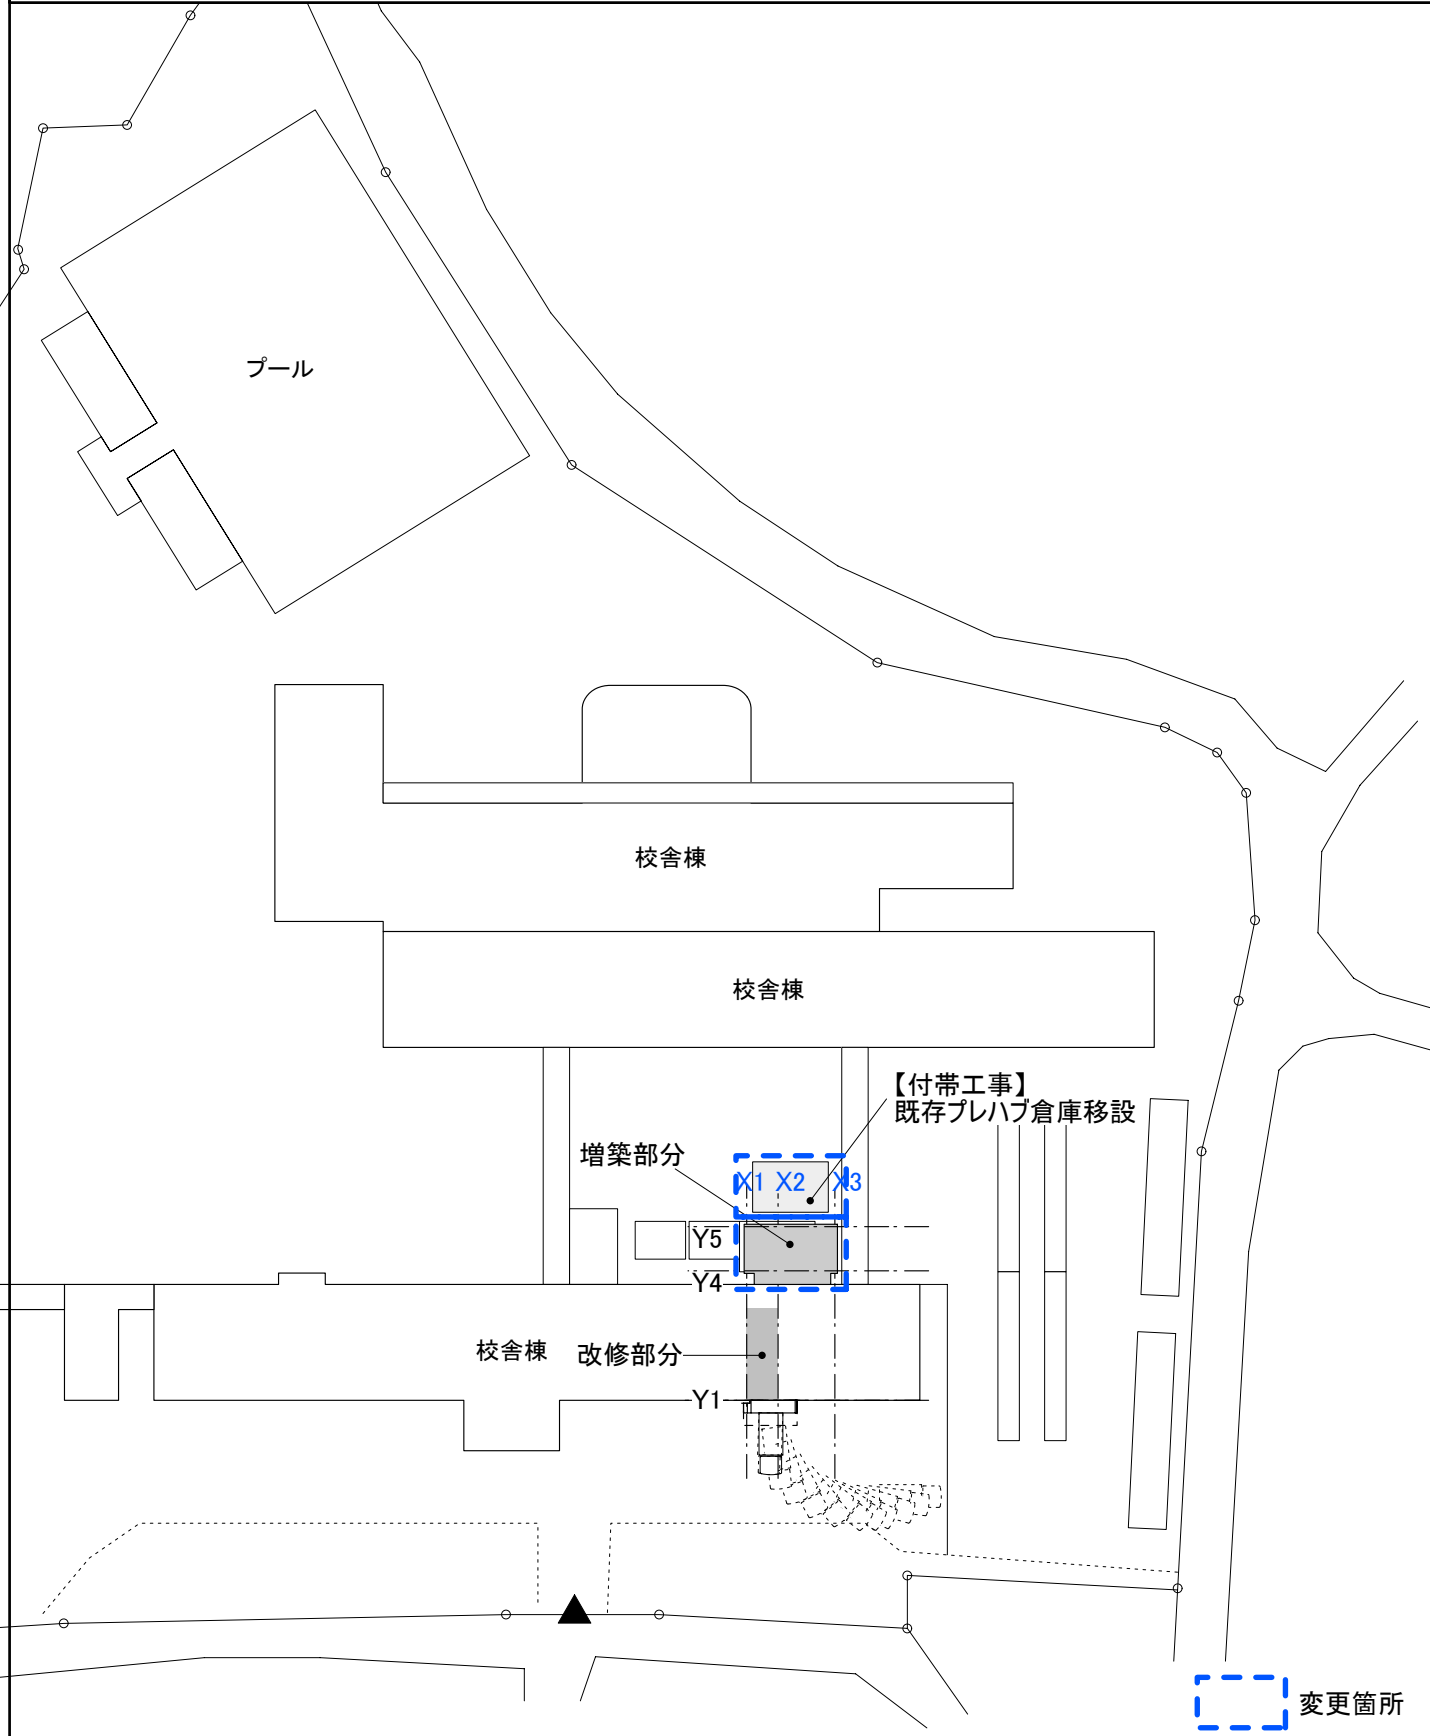 プール
校舎棟
校舎棟
【付帯工事】
既存プレハブ倉庫移設
増築部分
X1 X2 X3
Y5
Y4
校舎棟 改修部分
Y1
変更箇所